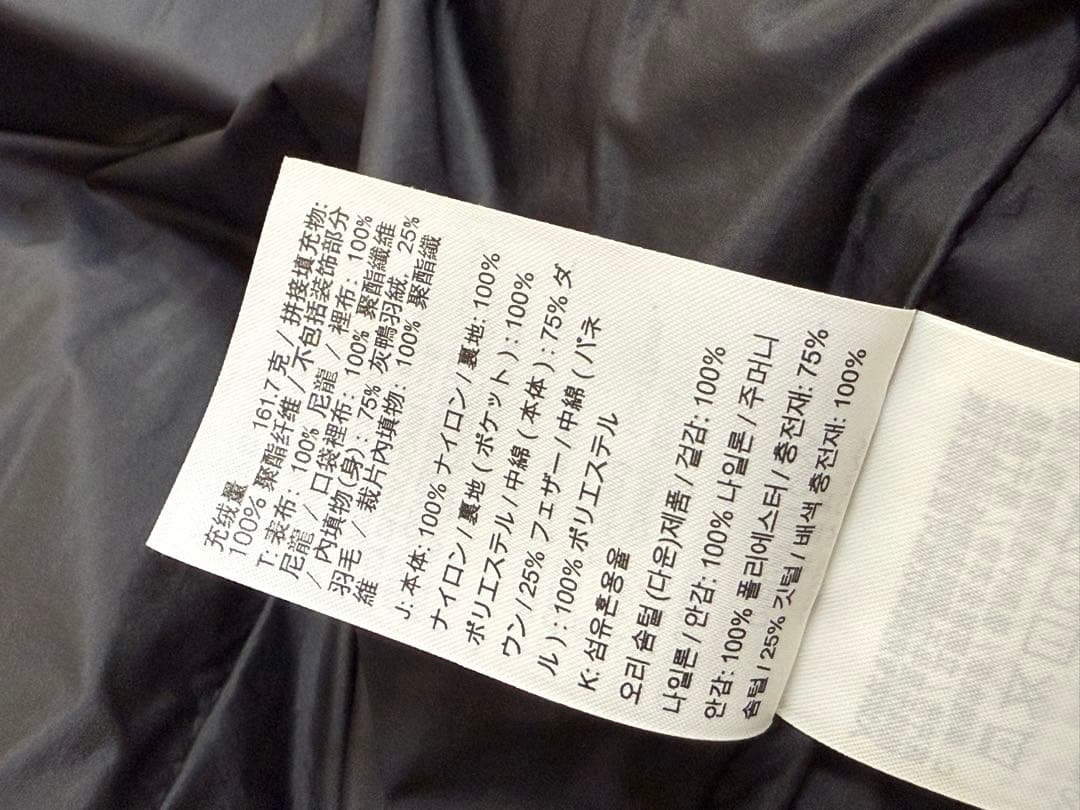 充绒量 161.7 克 / 拼接填充物:
100% 聚酯纤维 / 不包括装饰部分
T: 表布: 100% 尼龍 / 裡布: 100%
尼龍 / 口袋裡布: 100% 聚酯纖維
/ 內填物(身): 75% 灰鴨羽絨, 25%
羽毛 / 裁片內填物: 100% 聚酯纖
維
J: 本体: 100% ナイロン / 裏地: 100%
ナイロン / 裏地 ( ポケット ) : 100%
ポリエステル / 中綿 ( 本体 ) : 75% ダ
ウン / 25% フェザー / 中綿 ( パネ
ル ) : 100% ポリエステル
K: 섬유혼용율
오리 솜털 (다운)제품 / 겉감: 100%
나일론 / 안감: 100% 나일론 / 주머니
안감: 100% 폴리에스터 / 충전재: 75%
솜털 / 25% 깃털 / 배색 충전재: 100%